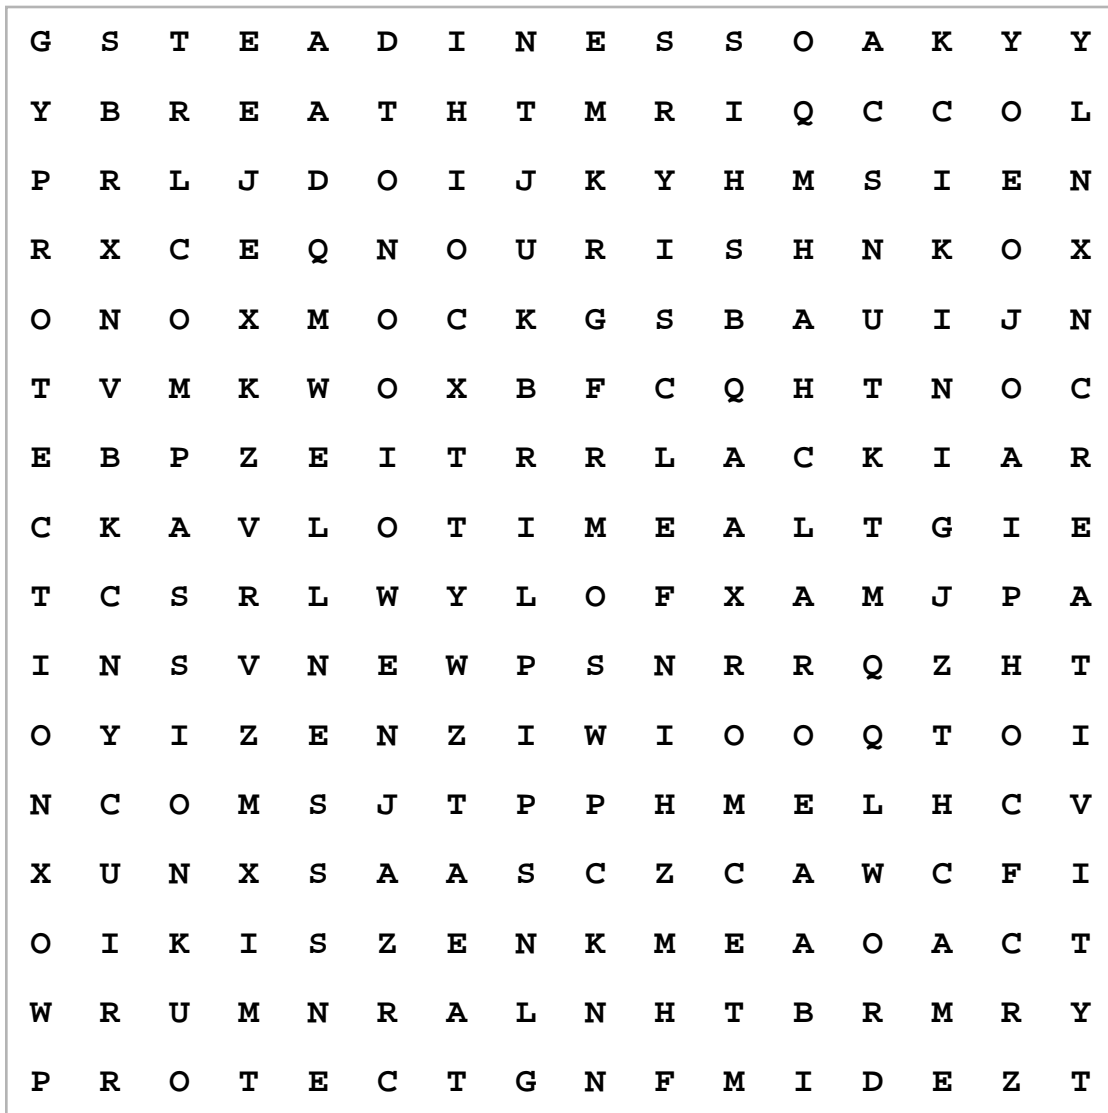 G S T E A D I N E S S O A K Y Y
Y B R E A T H T M R I Q C C O L
P R L J D O I J K Y H M S I E N
R X C E Q N O U R I S H N K O X
O N O X M O C K G S B A U I J N
T V M K W O X B F C Q H T N O C
E B P Z E I T R R L A C K I A R
C K A V L O T I M E A L T G I E
T C S R L W Y L O F X A M J P A
I N S V N E W P S N R R Q Z H T
O Y I Z E N Z I W I O O Q T O I
N C O M S J T P P H M E L H C V
X U N X S A A S C Z C A W C F I
O I K I S Z E N K M E A O A C T
W R U M N R A L N H T B R M R Y
P R O T E C T G N F M I D E Z T